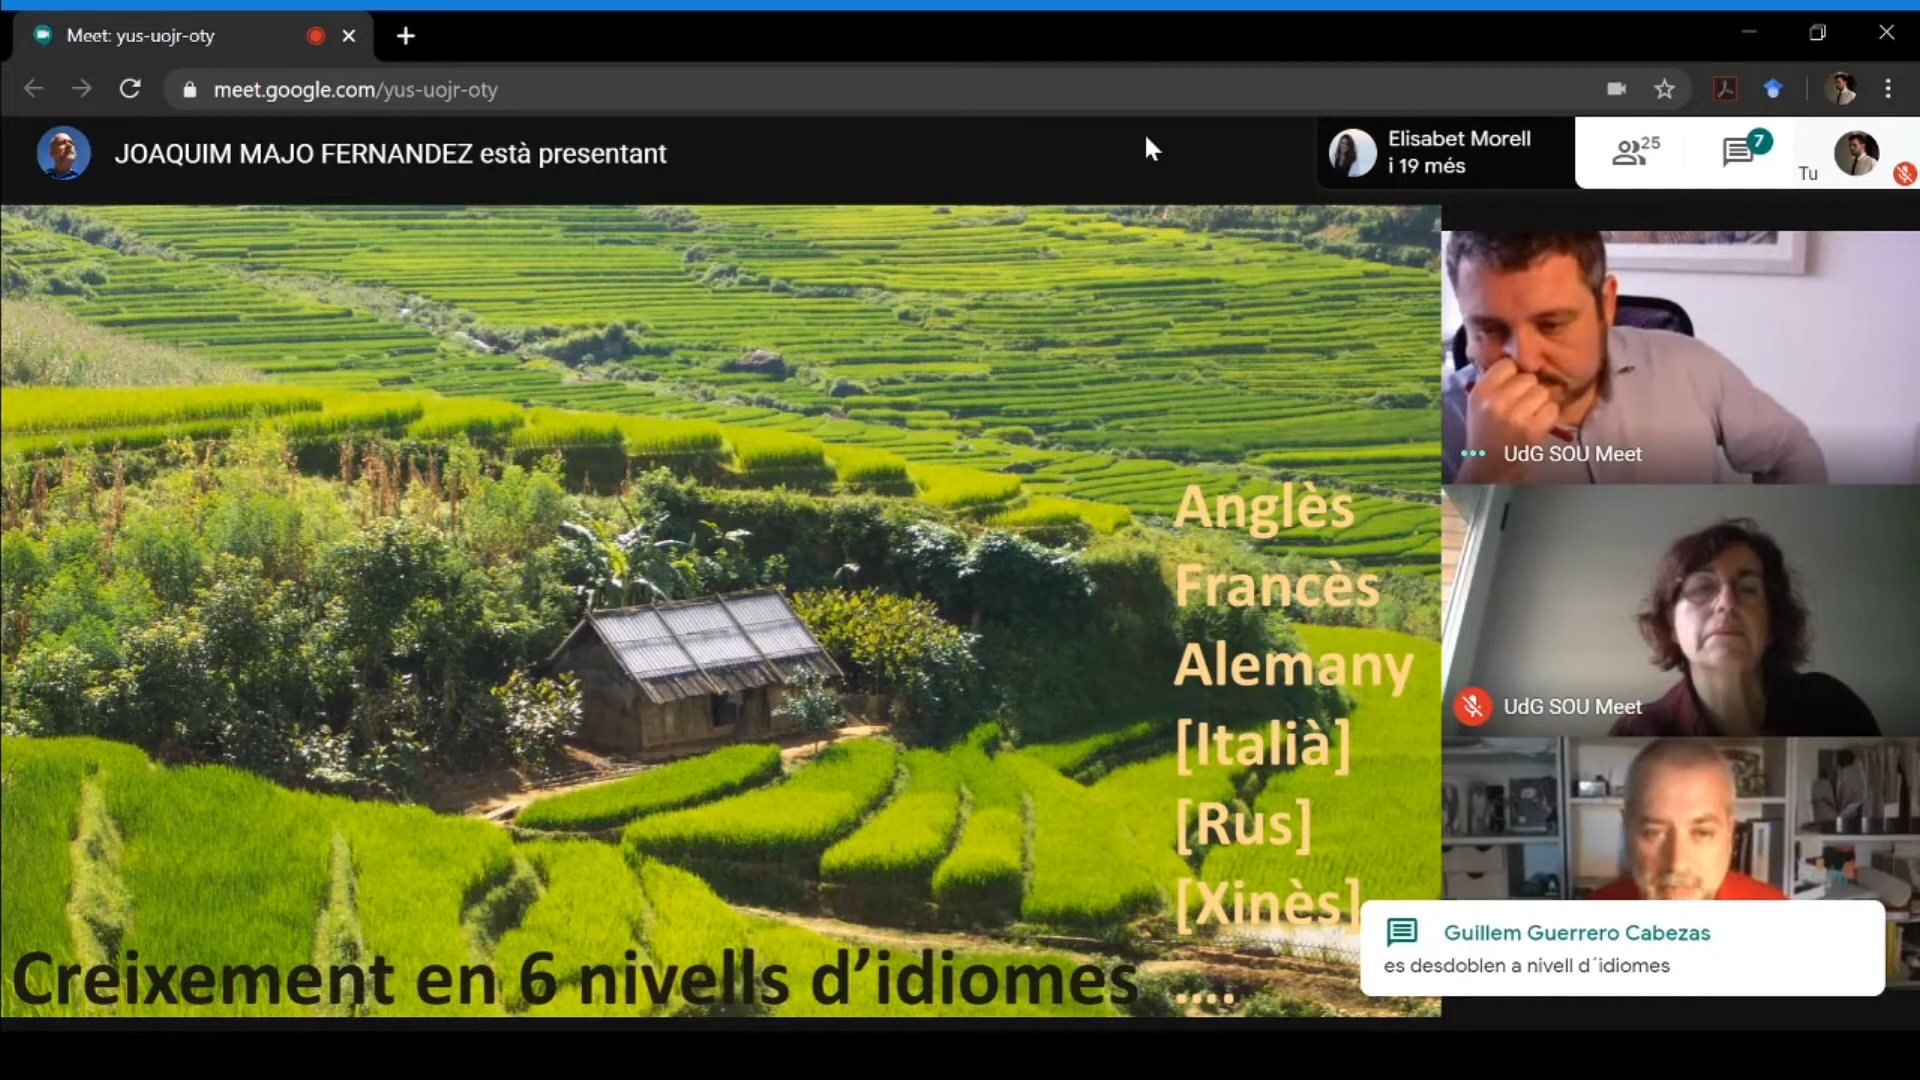 Meet: yus-uojr-oty
meet.google.com/yus-uojr-oty
JOAQUIM MAJO FERNANDEZ està presentant
Elisabet Morell
i 19 més
25
7
Tu
UdG SOU Meet
UdG SOU Meet
Anglès
Francès
Alemany
[Italià]
[Rus]
[Xinès]
....
Creixement en 6 nivells d’idiomes
Guillem Guerrero Cabezas
es desdoblen a nivell d´idiomes